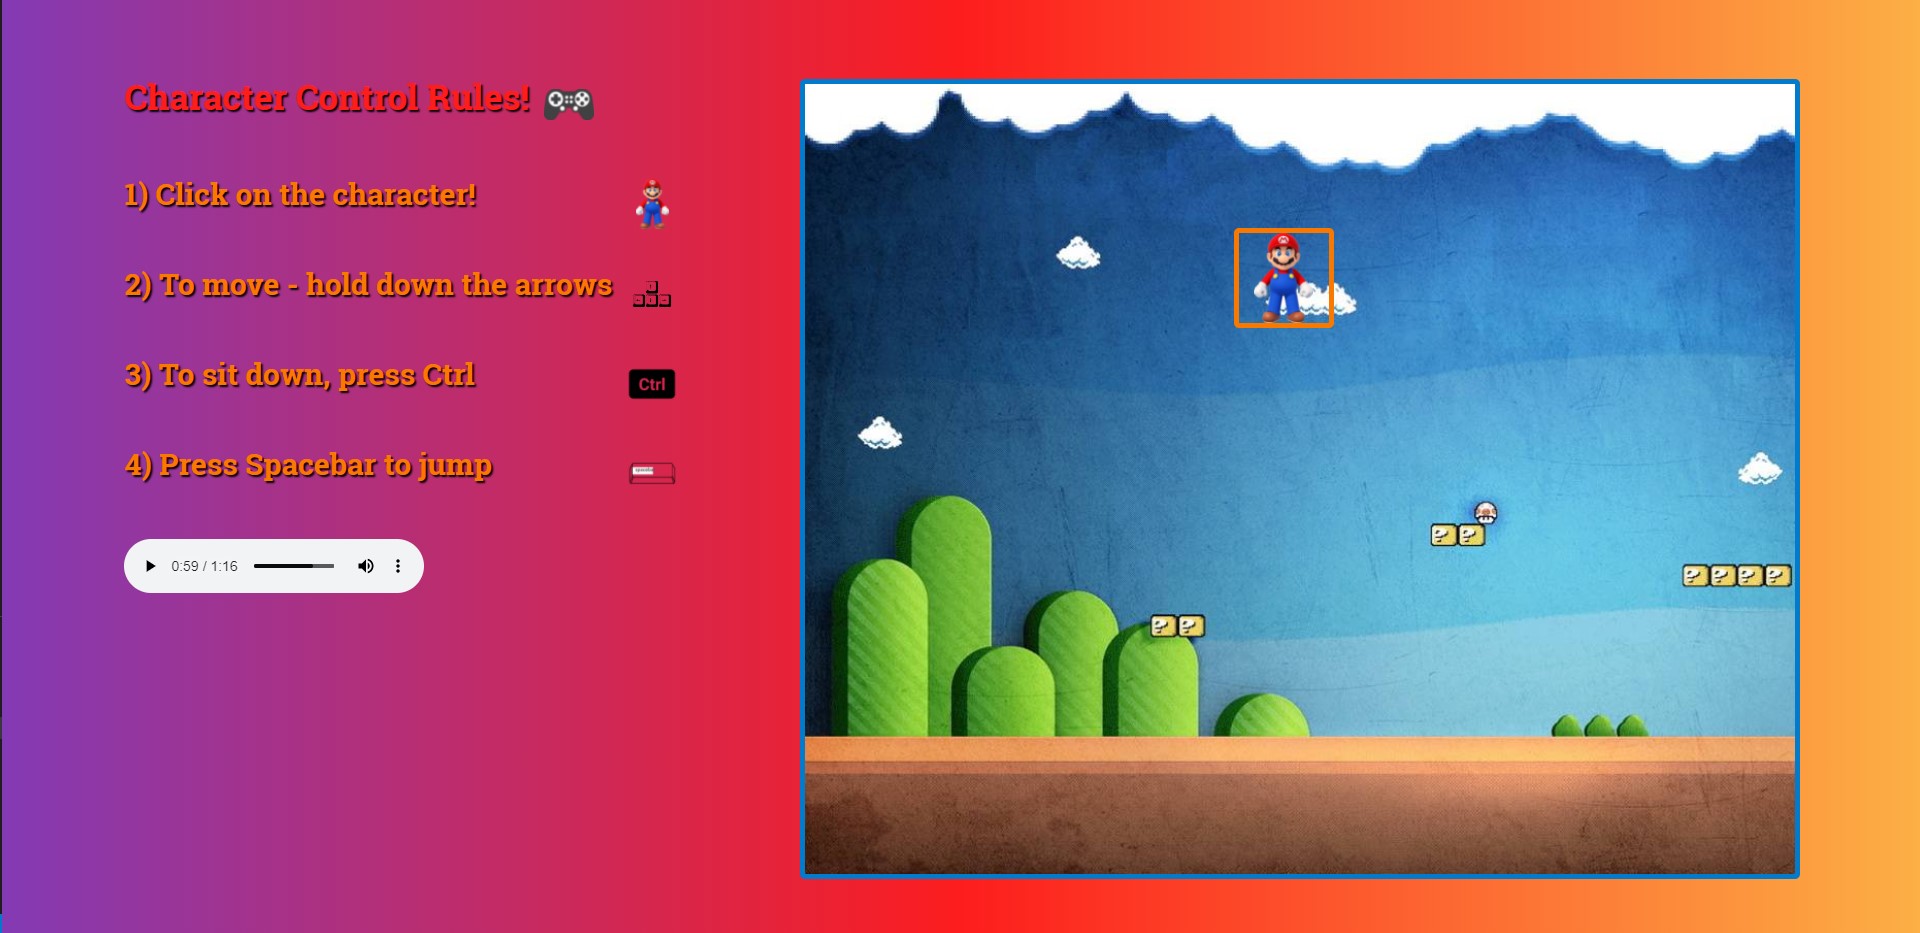 Character Control Rules!
1) Click on the character!
2) To move - hold down the arrows
3) To sit down, press Ctrl
Ctrl
4) Press Spacebar to jump
0:59 / 1:16
? ?
? ? ? ?
? ?